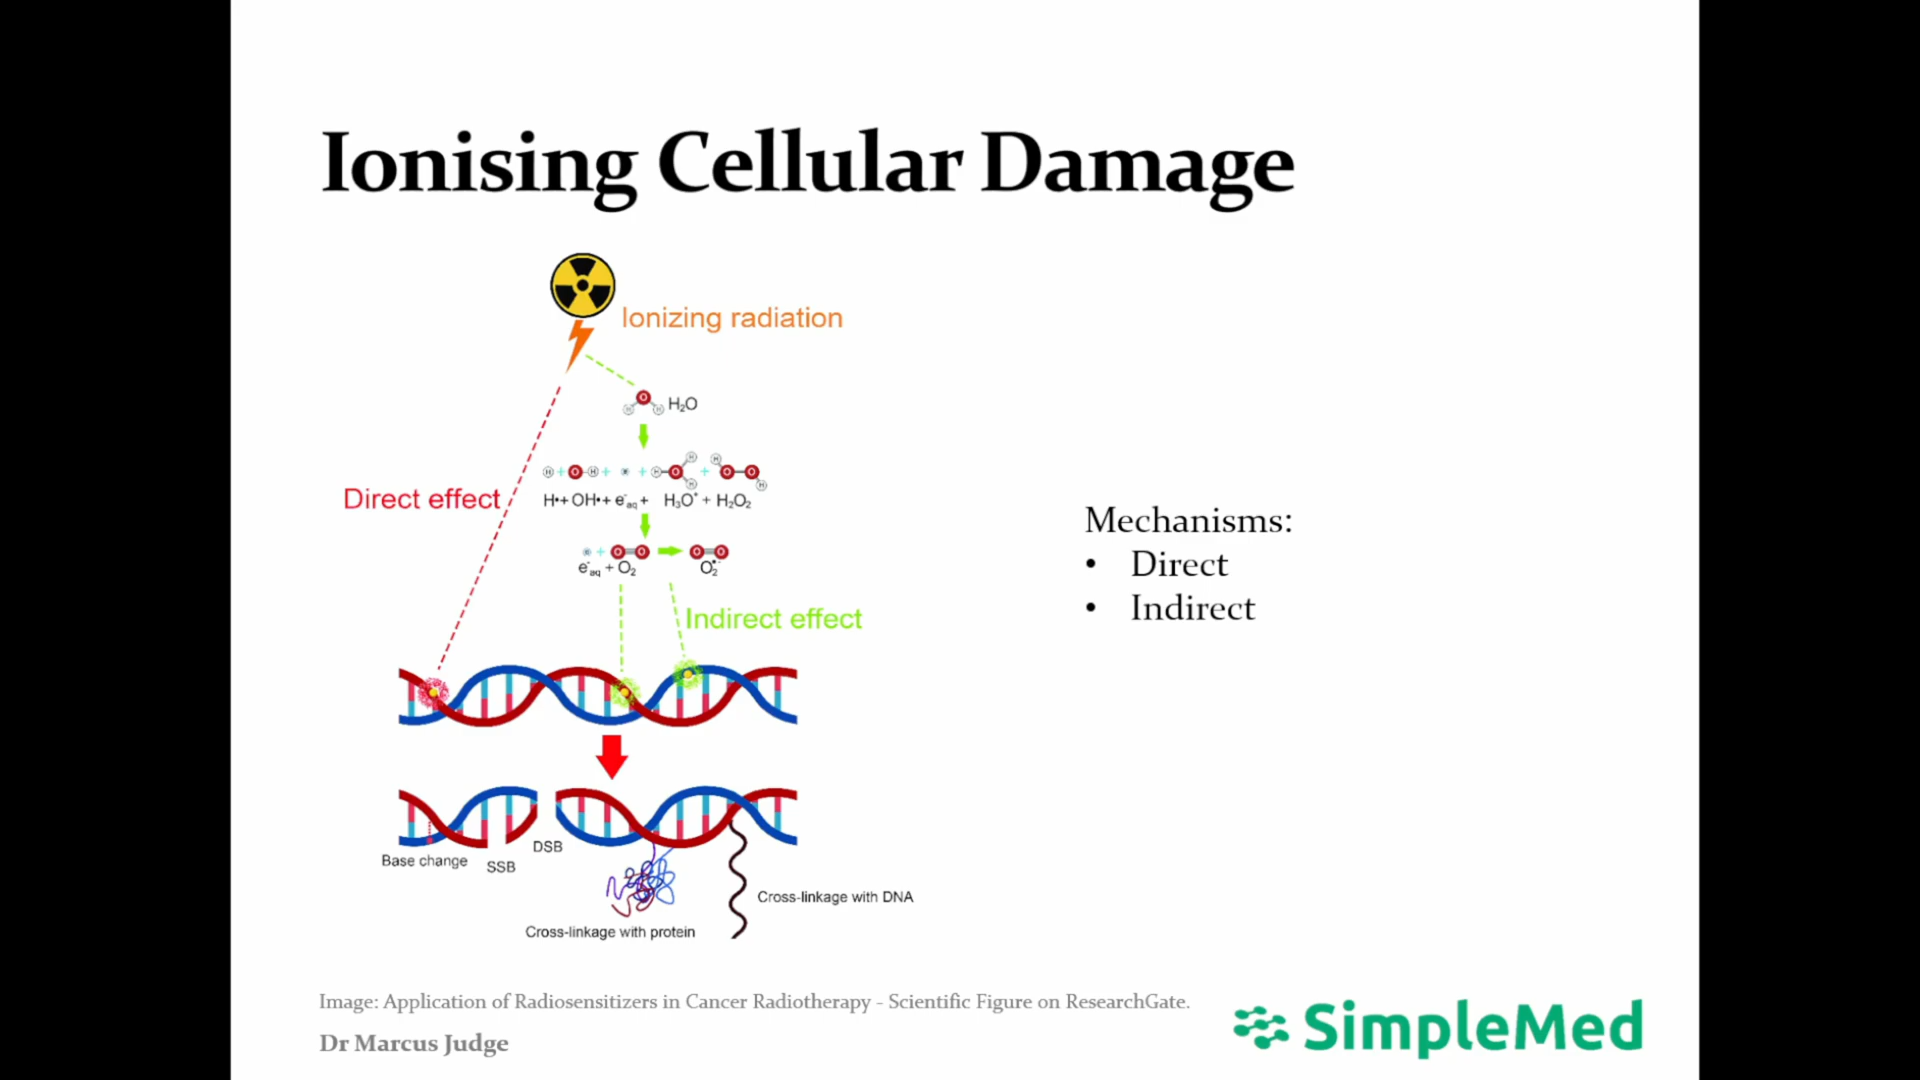 Ionising Cellular Damage
Ionizing radiation
H₂O
Direct effect
H•+ OH•+ e⁻aq + H₃O⁺ + H₂O₂
e⁻aq + O₂
O₂•⁻
Indirect effect
Mechanisms:
• Direct
• Indirect
Base change
SSB
DSB
Cross-linkage with protein
Cross-linkage with DNA
Image: Application of Radiosensitizers in Cancer Radiotherapy - Scientific Figure on ResearchGate.
Dr Marcus Judge
SimpleMed